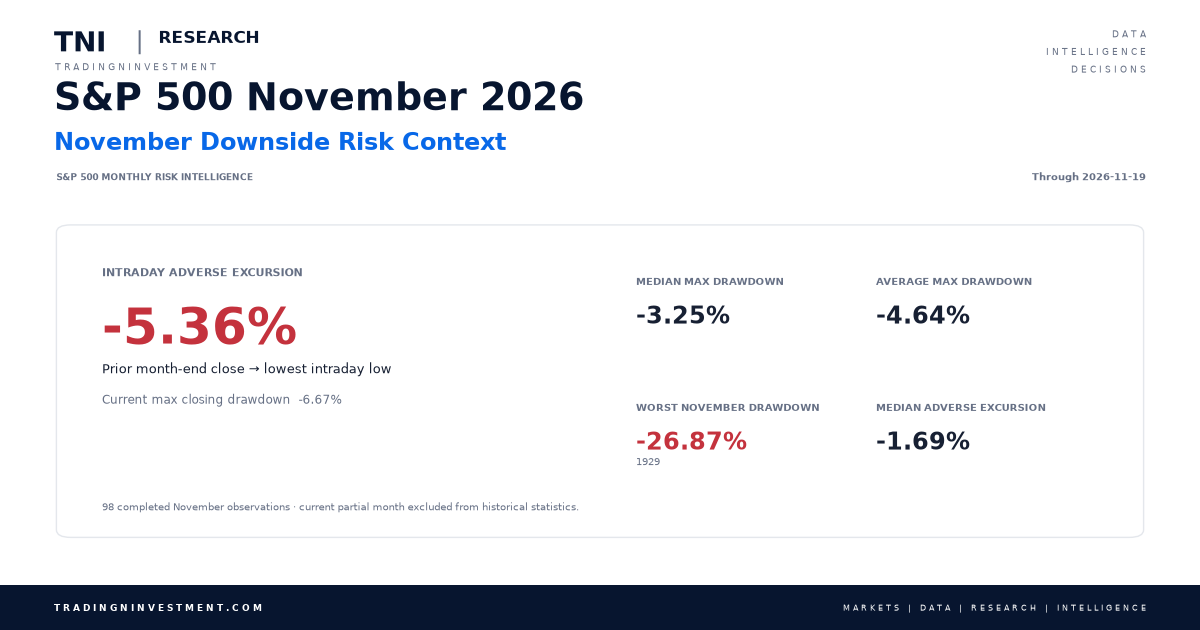 TNI | RESEARCH
TRADINGNINVESTMENT
DATA
INTELLIGENCE
DECISIONS
S&P 500 November 2026
November Downside Risk Context
S&P 500 MONTHLY RISK INTELLIGENCE
Through 2026-11-19
INTRADAY ADVERSE EXCURSION
-5.36%
Prior month-end close → lowest intraday low
Current max closing drawdown -6.67%
MEDIAN MAX DRAWDOWN
-3.25%
AVERAGE MAX DRAWDOWN
-4.64%
WORST NOVEMBER DRAWDOWN
-26.87%
1929
MEDIAN ADVERSE EXCURSION
-1.69%
98 completed November observations · current partial month excluded from historical statistics.
TRADINGNINVESTMENT.COM
MARKETS | DATA | RESEARCH | INTELLIGENCE